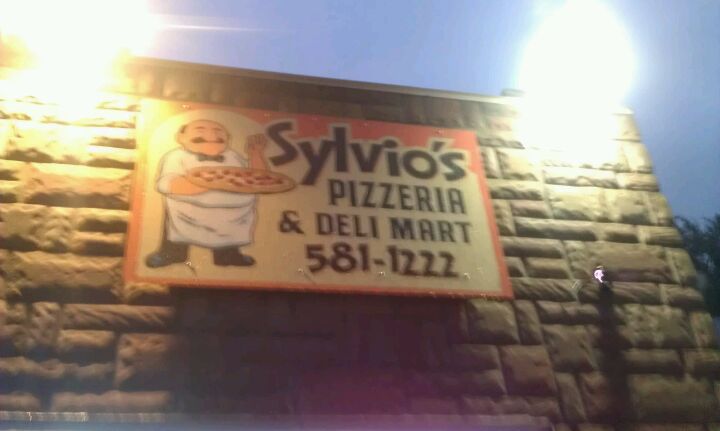 Sylvio's
PIZZERIA
& DELI MART
581-1222